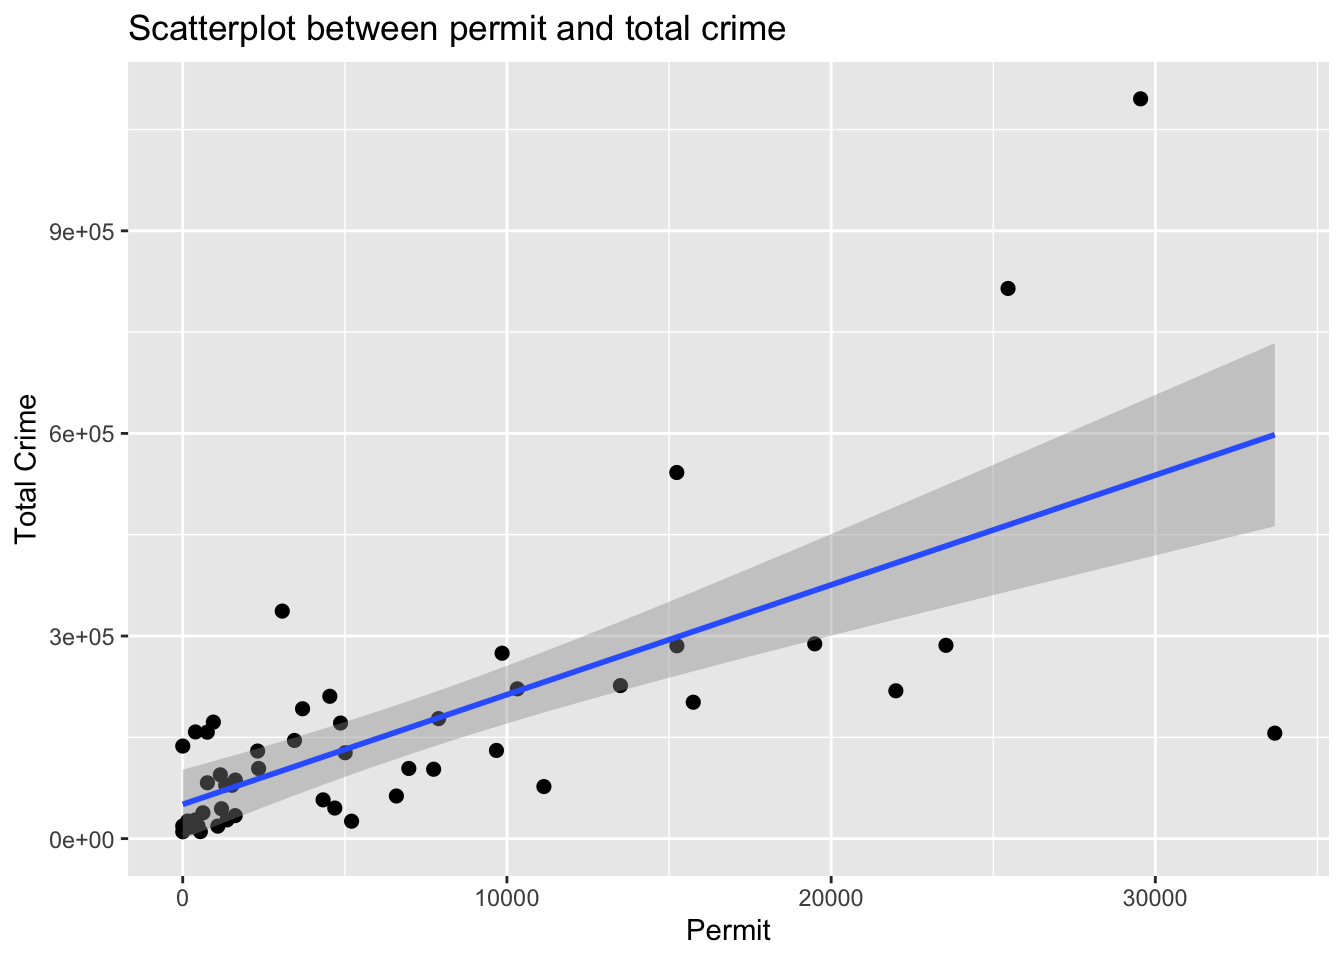 Scatterplot between permit and total crime
9e+05
6e+05
3e+05
0e+00
Total Crime
0 10000 20000 30000
Permit